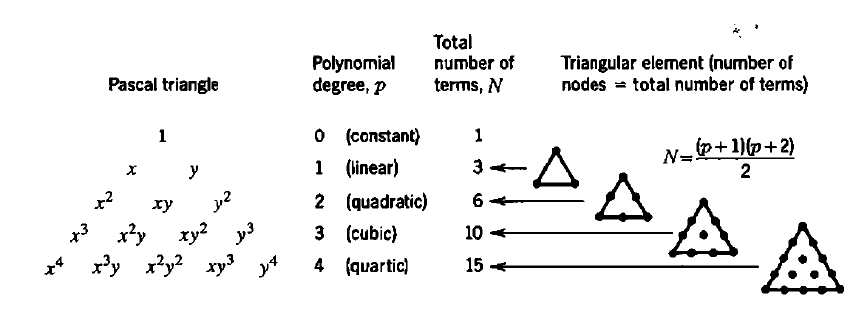 Total
Polynomial number of Triangular element (number of
Pascal triangle degree, p terms, N nodes = total number of terms)
1 0 (constant) 1 N = (p + 1)(p + 2) / 2
x y 1 (linear) 3
x² xy y² 2 (quadratic) 6
x³ x²y xy² y³ 3 (cubic) 10
x⁴ x³y x²y² xy³ y⁴ 4 (quartic) 15